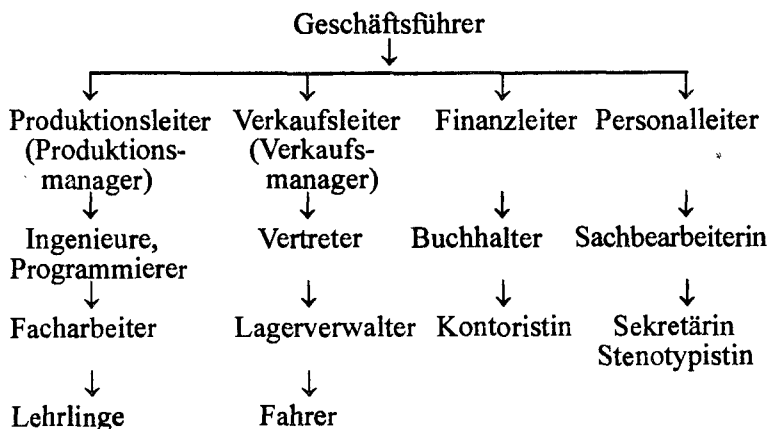 Geschäftsführer
Produktionsleiter Verkaufsleiter Finanzleiter Personalleiter
(Produktions- (Verkaufs-
manager) manager)
Ingenieure, Vertreter Buchhalter Sachbearbeiterin
Programmierer
Facharbeiter Lagerverwalter Kontoristin Sekretärin
Stenotypistin
Lehrlinge Fahrer